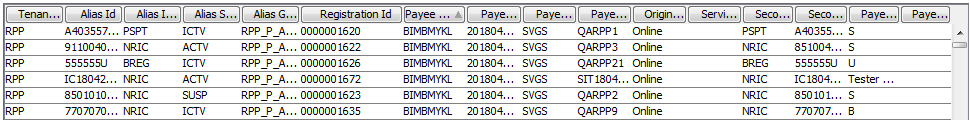 Tenan... Alias Id Alias I... Alias S... Alias G... Registration Id Payee ... Paye... Paye... Paye... Origin... Servi... Seco... Seco... Paye... Paye...
RPP A403557... PSPT ICTV RPP_P_A... 0000001620 BIMBMYKL 201804... SVGS QARPP1 Online PSPT A40355... S
RPP 9110040... NRIC ACTV RPP_P_A... 0000001622 BIMBMYKL 201804... SVGS QARPP3 Online NRIC 851004... S
RPP 555555U BREG ICTV RPP_P_A... 0000001626 BIMBMYKL 201804... SVGS QARPP21 Online BREG 555555U U
RPP IC18042... NRIC ACTV RPP_P_A... 0000001672 BIMBMYKL 201804... SVGS SIT1804... Online NRIC IC1804... Tester ...
RPP 8501010... NRIC SUSP RPP_P_A... 0000001623 BIMBMYKL 201804... SVGS QARPP2 Online NRIC 850101... S
RPP 7707070... NRIC ICTV RPP_P_A... 0000001635 BIMBMYKL 201804... SVGS QARPP9 Online NRIC 770707... B